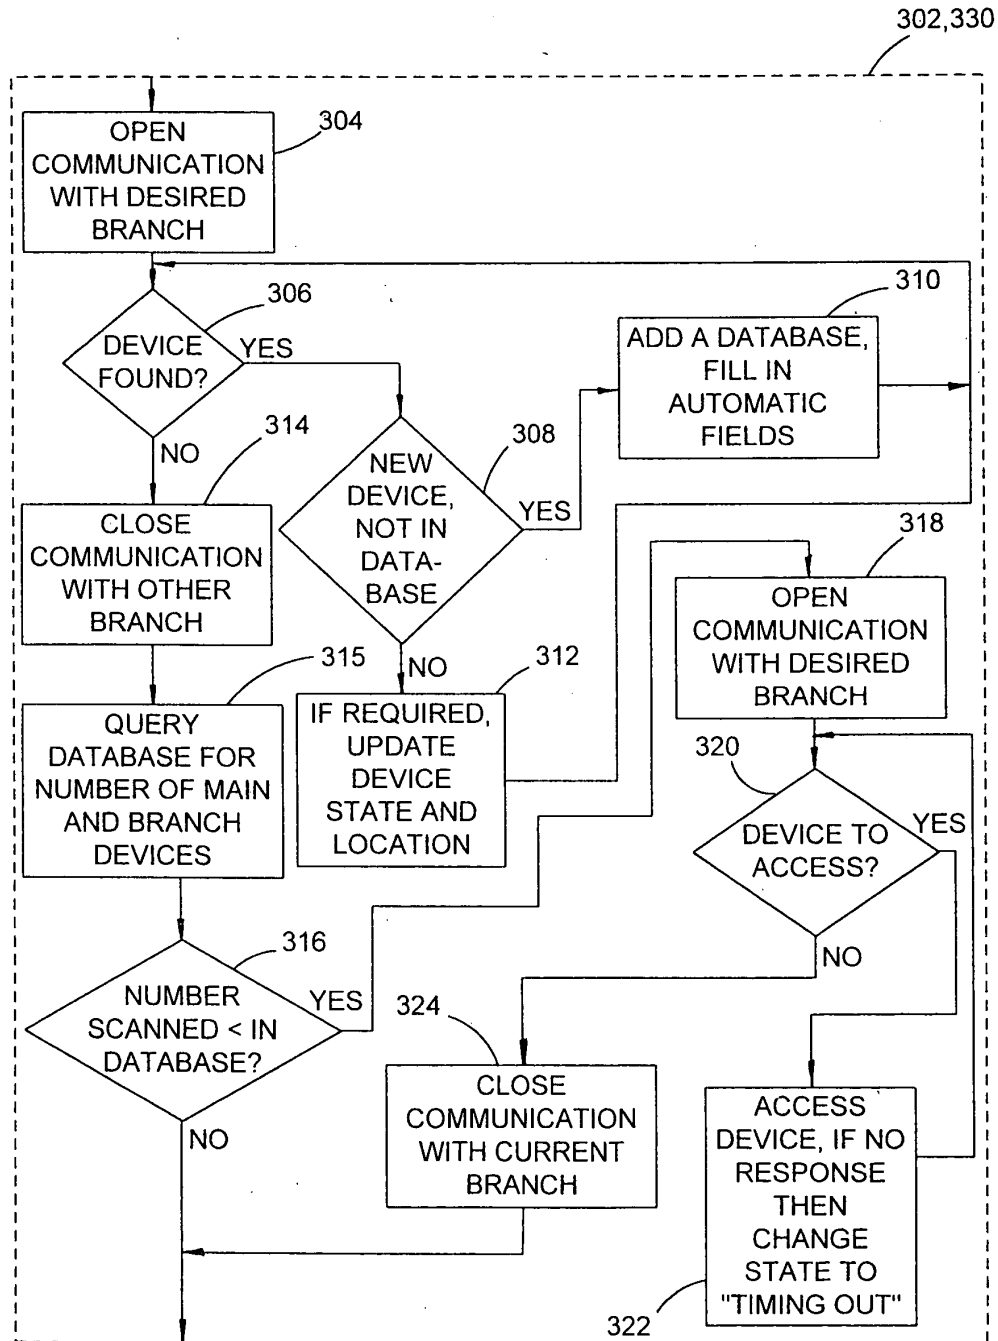 302,330
304
OPEN
COMMUNICATION
WITH DESIRED
BRANCH
306
DEVICE
FOUND?
YES
NO
310
ADD A DATABASE,
FILL IN
AUTOMATIC
FIELDS
308
NEW
DEVICE,
NOT IN
DATA-
BASE
YES
NO
314
CLOSE
COMMUNICATION
WITH OTHER
BRANCH
312
IF REQUIRED,
UPDATE
DEVICE
STATE AND
LOCATION
315
QUERY
DATABASE FOR
NUMBER OF MAIN
AND BRANCH
DEVICES
316
NUMBER
SCANNED < IN
DATABASE?
YES
NO
318
OPEN
COMMUNICATION
WITH DESIRED
BRANCH
320
DEVICE TO
ACCESS?
YES
NO
324
CLOSE
COMMUNICATION
WITH CURRENT
BRANCH
ACCESS
DEVICE, IF NO
RESPONSE
THEN
CHANGE
STATE TO
"TIMING OUT"
322